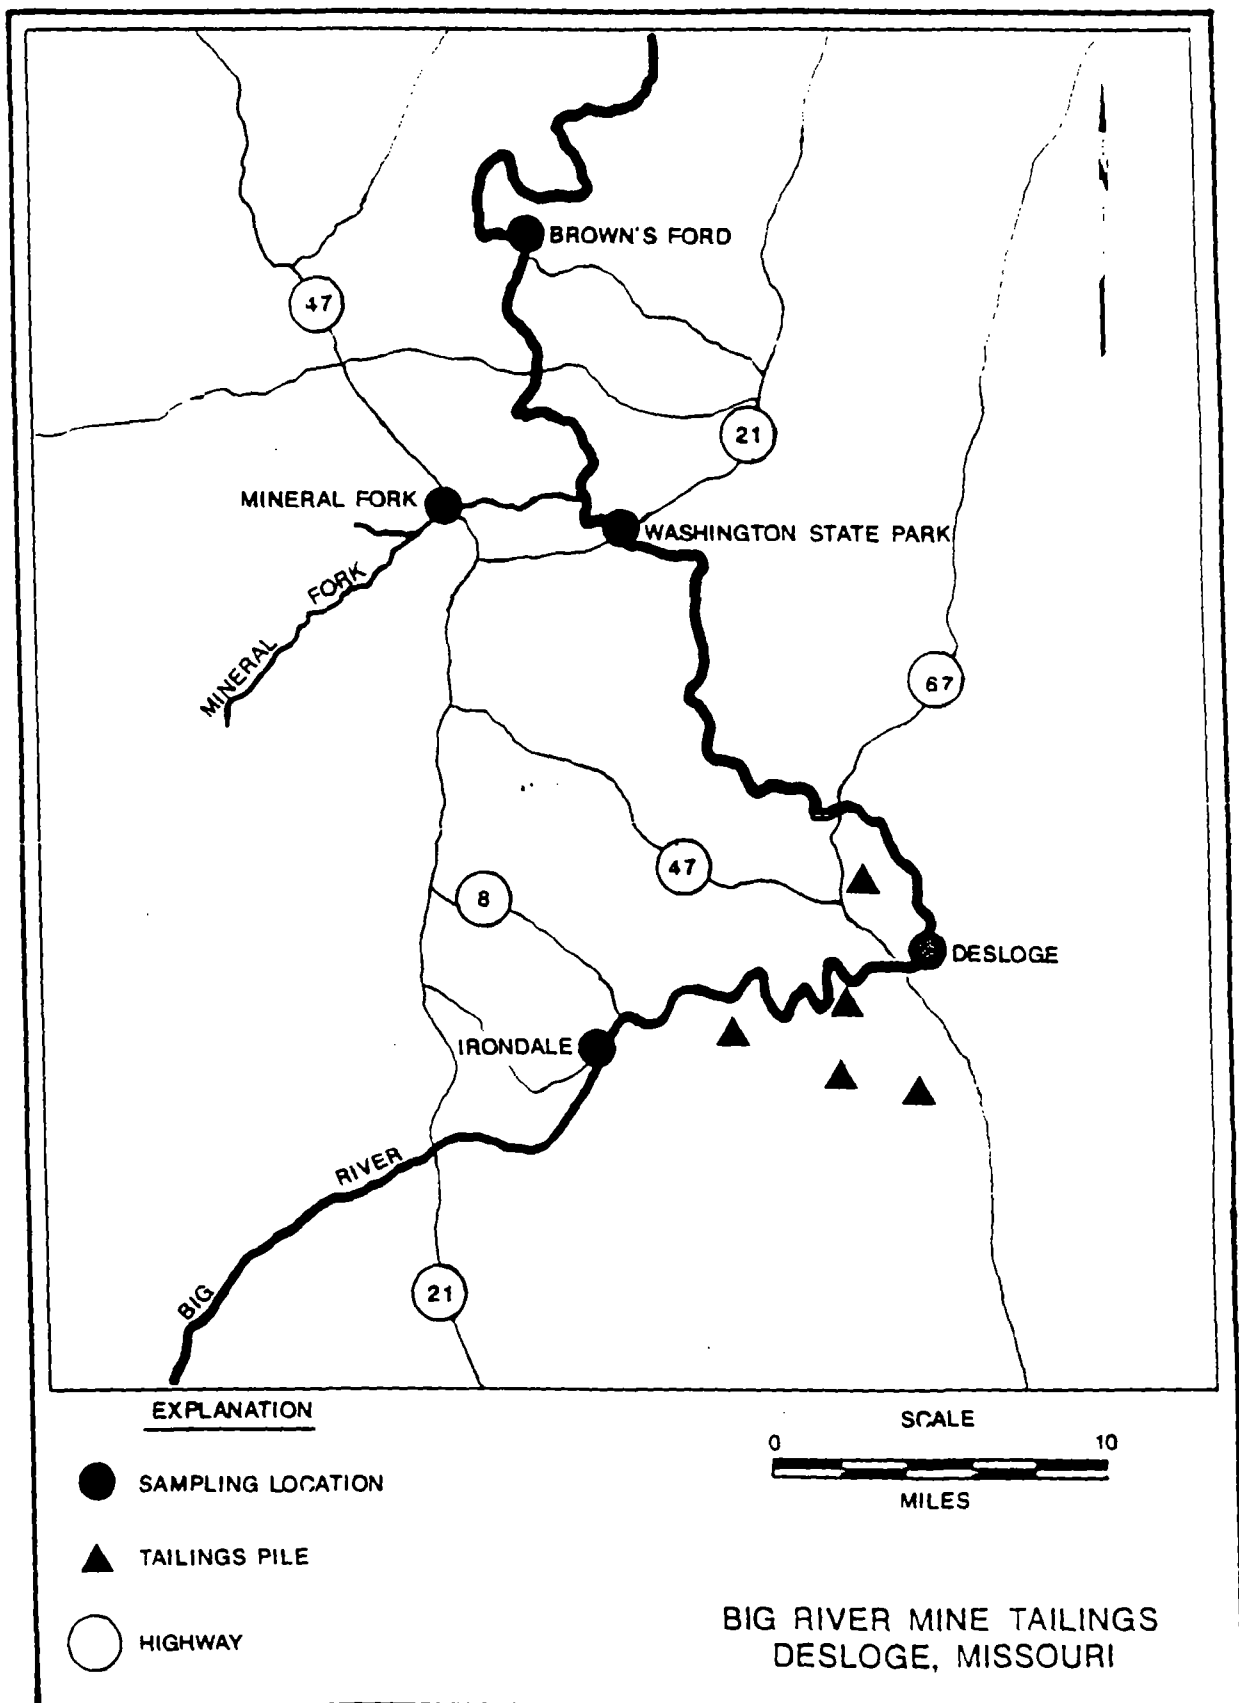 BROWN'S FORD
47
21
MINERAL FORK
WASHINGTON STATE PARK
MINERAL FORK
67
47
8
DESLOGE
IRONDALE
BIG RIVER
21
EXPLANATION
SCALE
0 10
MILES
SAMPLING LOCATION
TAILINGS PILE
HIGHWAY
BIG RIVER MINE TAILINGS
DESLOGE, MISSOURI